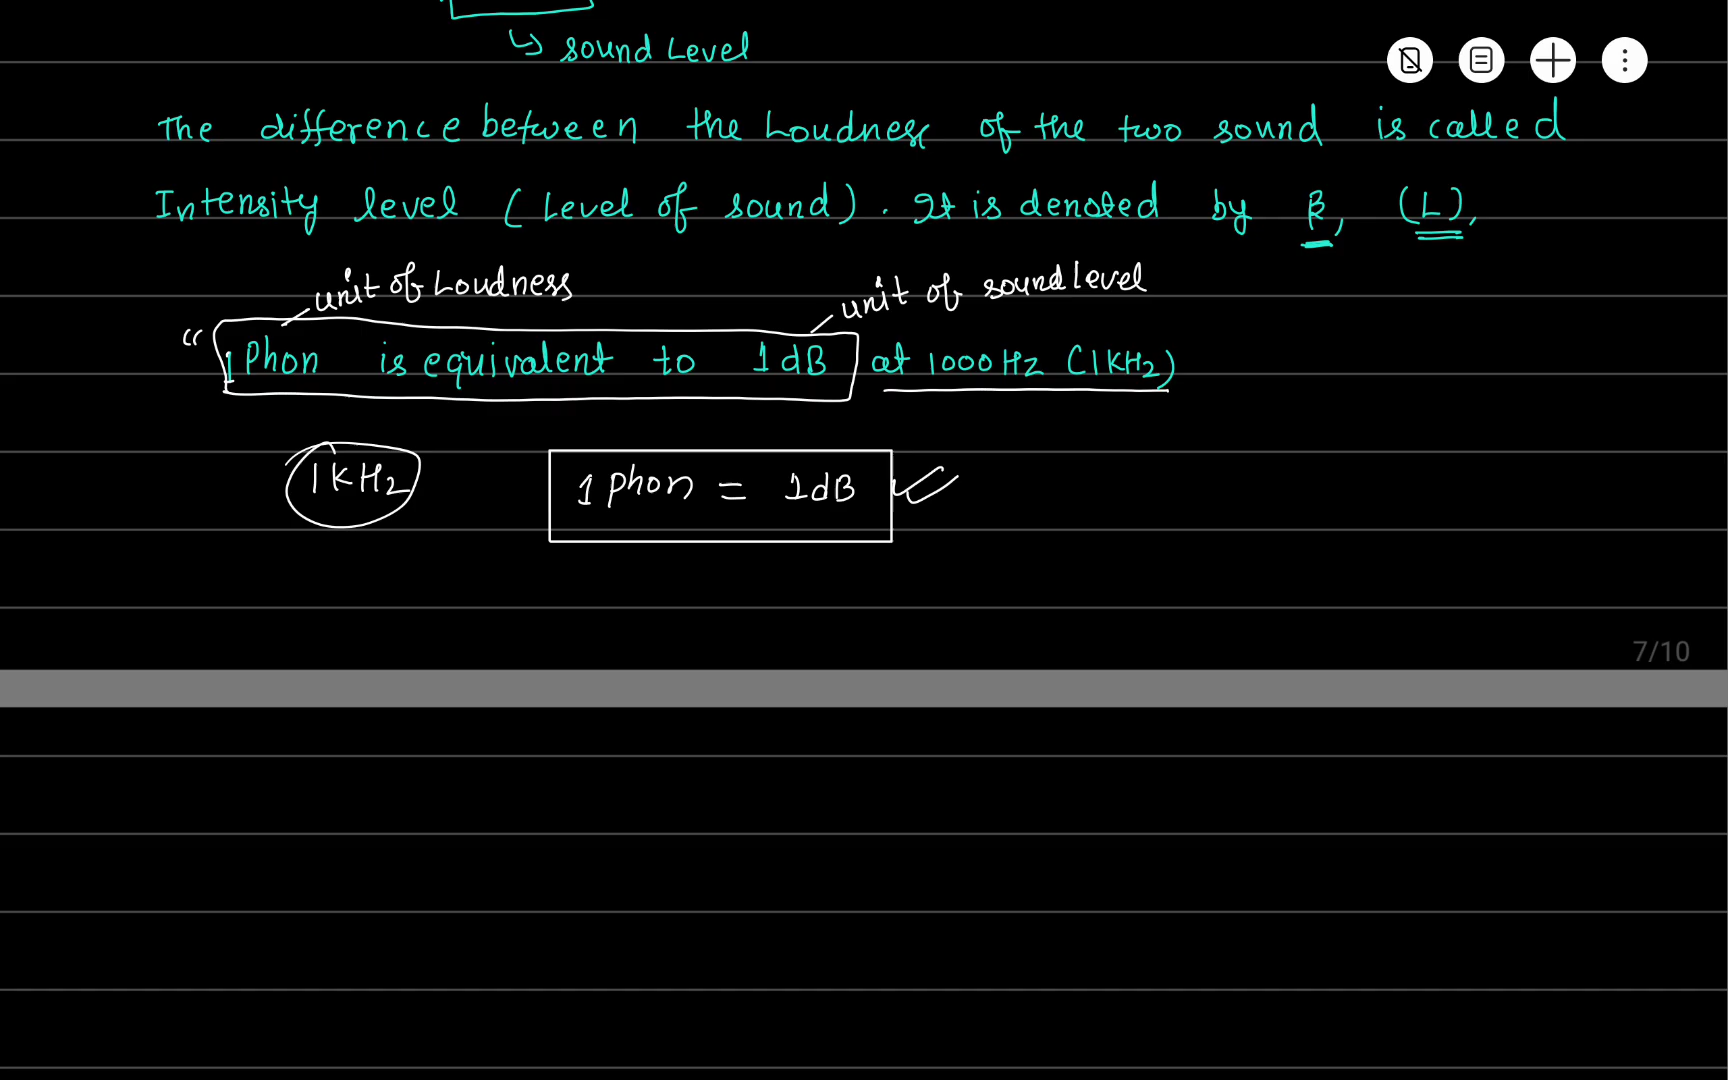 ↳ sound Level
The difference between the Loudness of the two sound is called
Intensity level (Level of sound). It is denoted by β, (L),
unit of Loudness
unit of sound level
“ 1 Phon is equivalent to 1 dB at 1000 Hz (1KHz)
1KHz
1 phon = 1dB
7/10